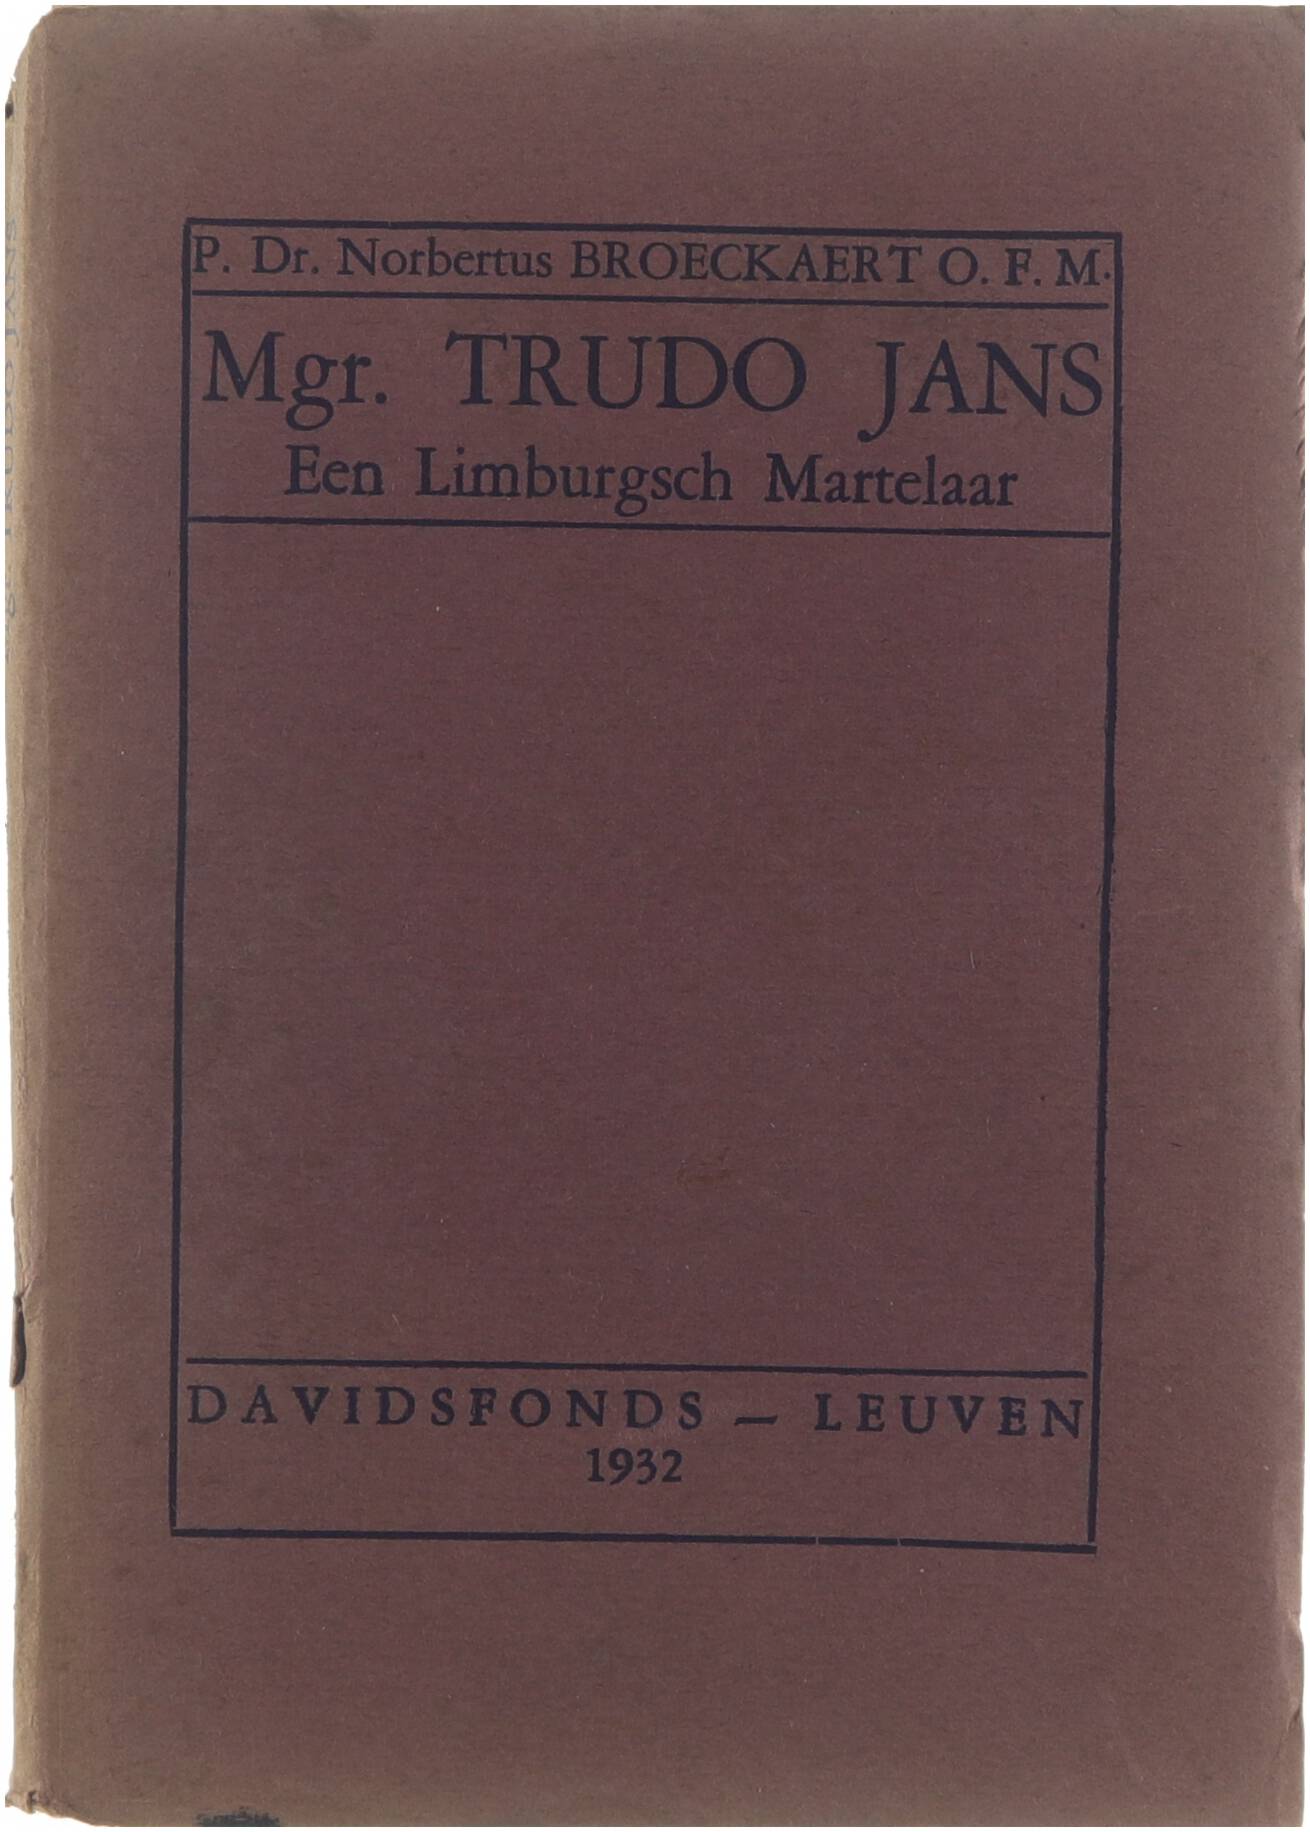 P. Dr. Norbertus BROECKAERT O. F. M.
Mgr. TRUDO JANS
Een Limburgsch Martelaar
DAVIDSFONDS — LEUVEN
1932